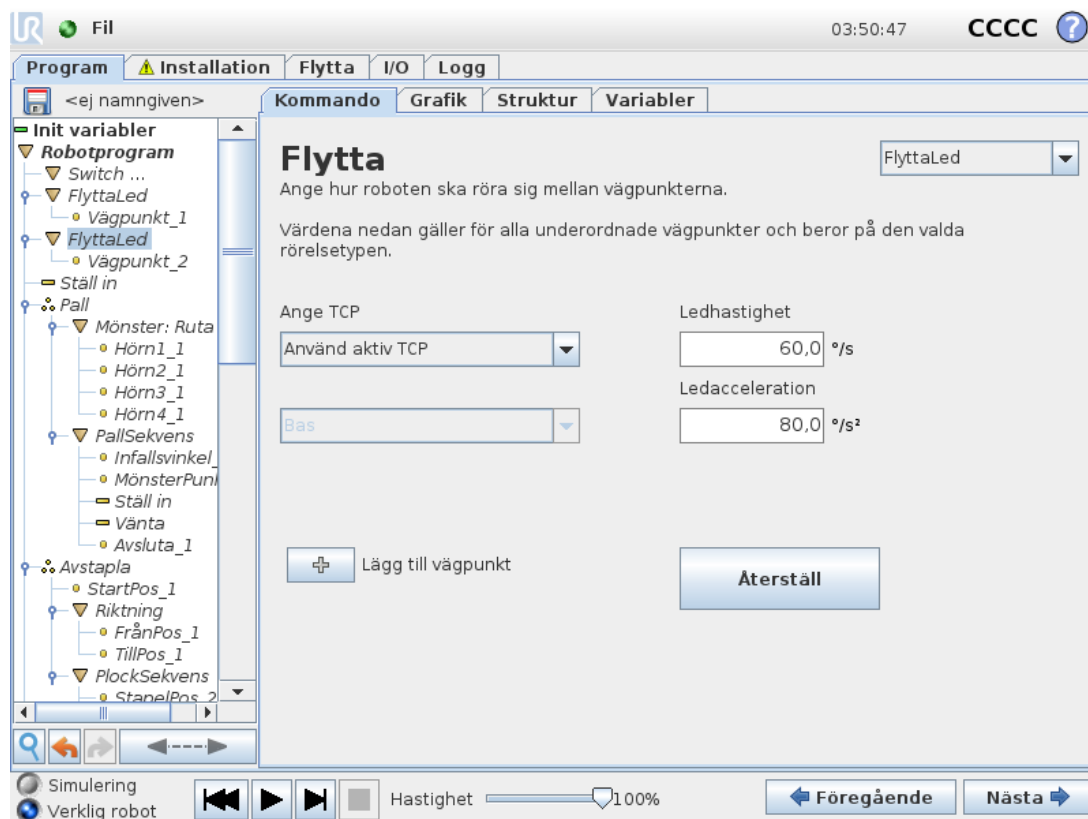 UR Fil 03:50:47 CCCC ?
Program Installation Flytta I/O Logg
<ej namngiven>
Kommando Grafik Struktur Variabler
Init variabler
Robotprogram
Switch ...
FlyttaLed
Vägpunkt_1
FlyttaLed
Vägpunkt_2
Ställ in
Pall
Mönster: Ruta
Hörn1_1
Hörn2_1
Hörn3_1
Hörn4_1
PallSekvens
Infallsvinkel_
MönsterPunk
Ställ in
Vänta
Avsluta_1
Avstapla
StartPos_1
Riktning
FrånPos_1
TillPos_1
PlockSekvens
StapelPos_2
Flytta
FlyttaLed
Ange hur roboten ska röra sig mellan vägpunkterna.
Värdena nedan gäller för alla underordnade vägpunkter och beror på den valda
rörelsetypen.
Ange TCP
Ledhastighet
Använd aktiv TCP
60,0 °/s
Ledacceleration
Bas
80,0 °/s²
Lägg till vägpunkt
Återställ
Simulering
Verklig robot
Hastighet 100%
Föregående
Nästa